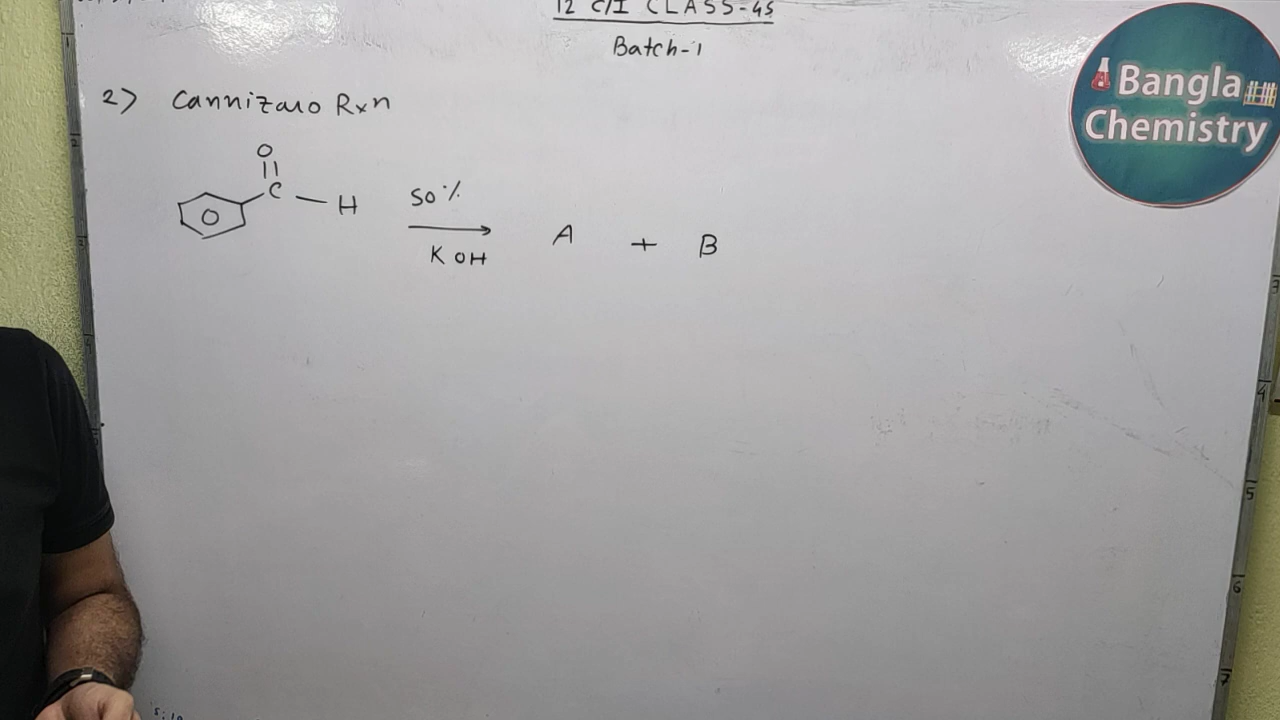 12 C/I CLASS-45
Batch-1
Bangla
Chemistry
2) Cannizaro Rxn
O
C — H
50%
KOH
A + B
O